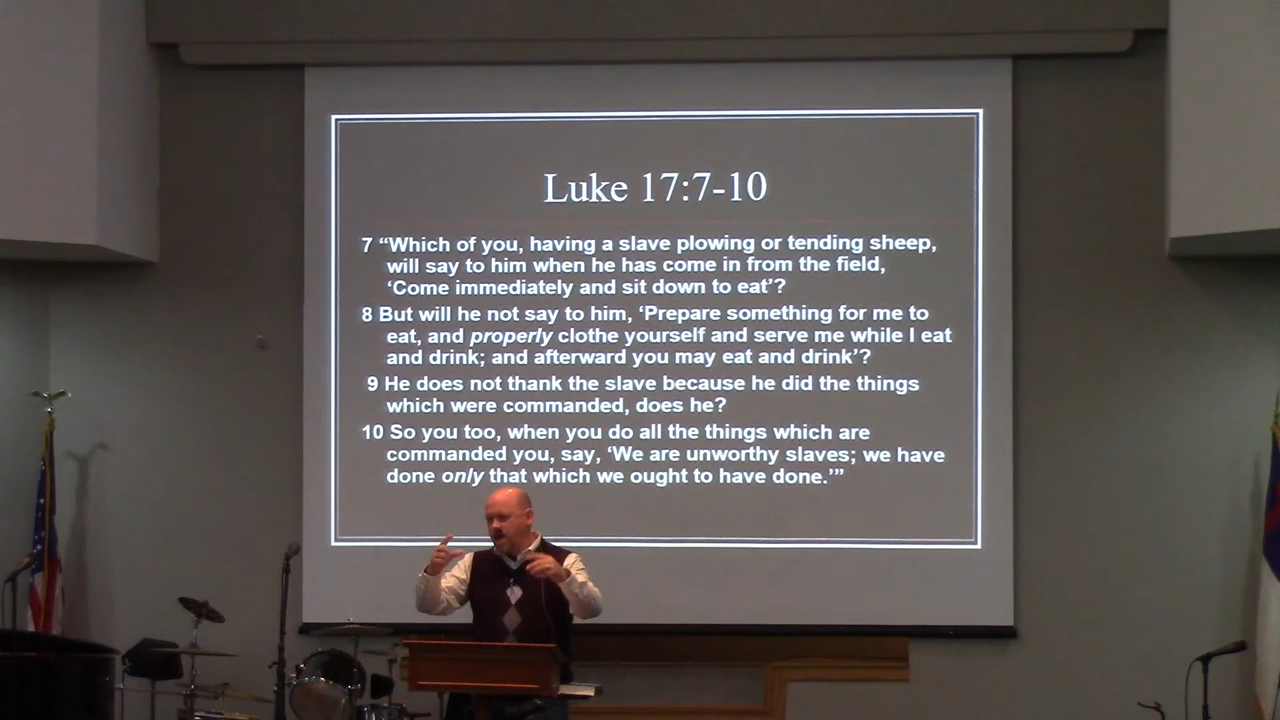 Luke 17:7-10
7 “Which of you, having a slave plowing or tending sheep,
will say to him when he has come in from the field,
‘Come immediately and sit down to eat’?
8 But will he not say to him, ‘Prepare something for me to
eat, and properly clothe yourself and serve me while I eat
and drink; and afterward you may eat and drink’?
9 He does not thank the slave because he did the things
which were commanded, does he?
10 So you too, when you do all the things which are
commanded you, say, ‘We are unworthy slaves; we have
done only that which we ought to have done.’”